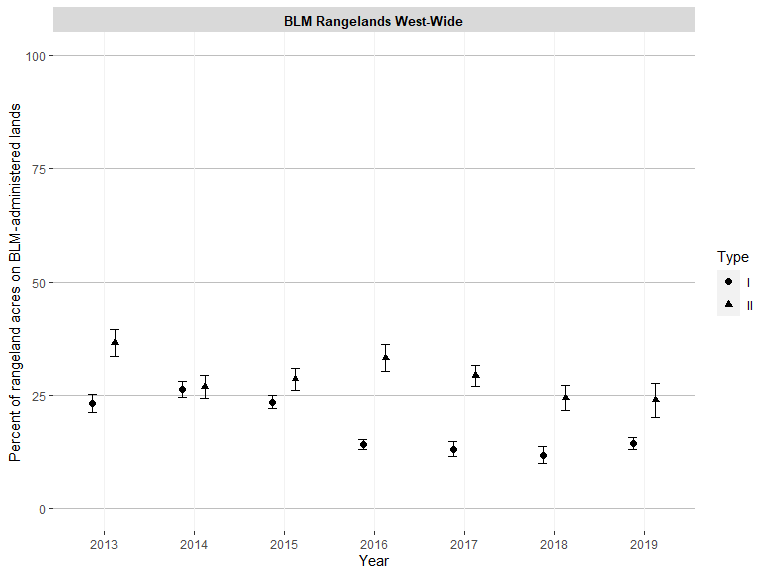 BLM Rangelands West-Wide
Percent of rangeland acres on BLM-administered lands
100
75
50
25
0
2013 2014 2015 2016 2017 2018 2019
Year
Type
I
II